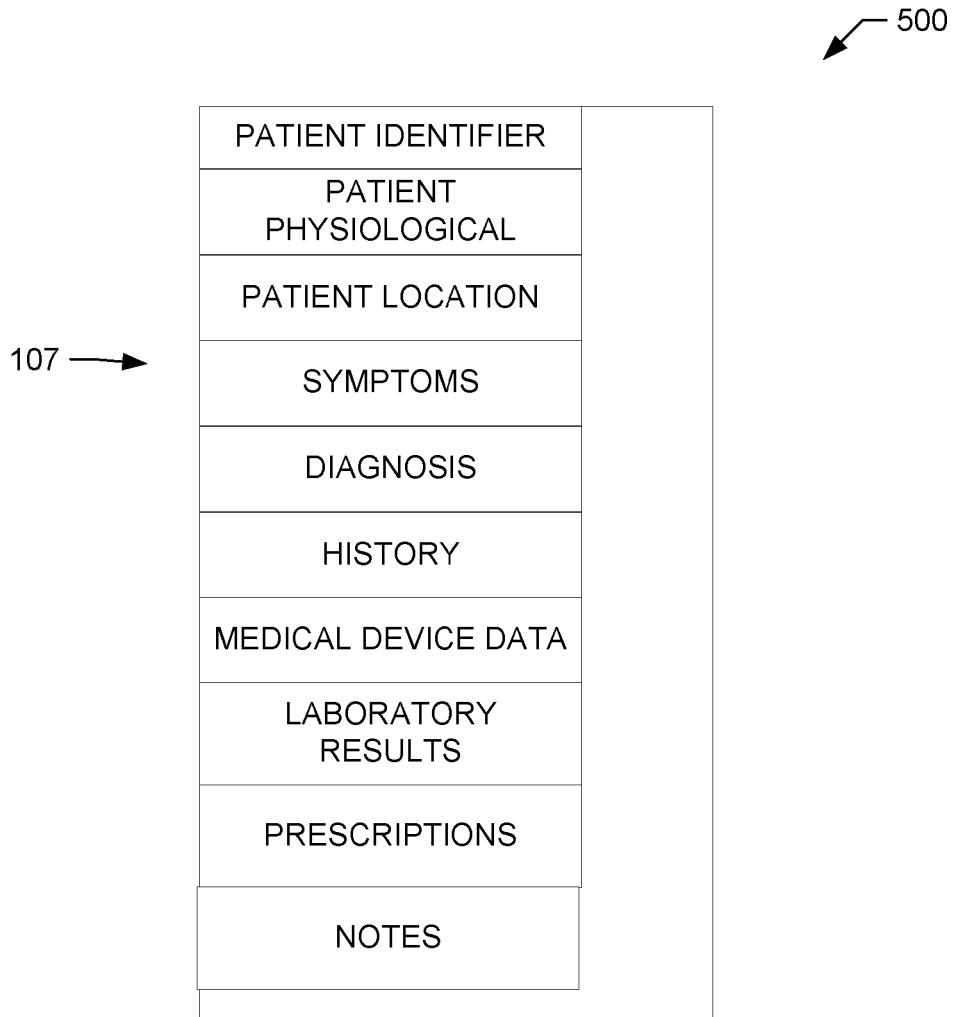 500
PATIENT IDENTIFIER
PATIENT
PHYSIOLOGICAL
PATIENT LOCATION
107
SYMPTOMS
DIAGNOSIS
HISTORY
MEDICAL DEVICE DATA
LABORATORY
RESULTS
PRESCRIPTIONS
NOTES